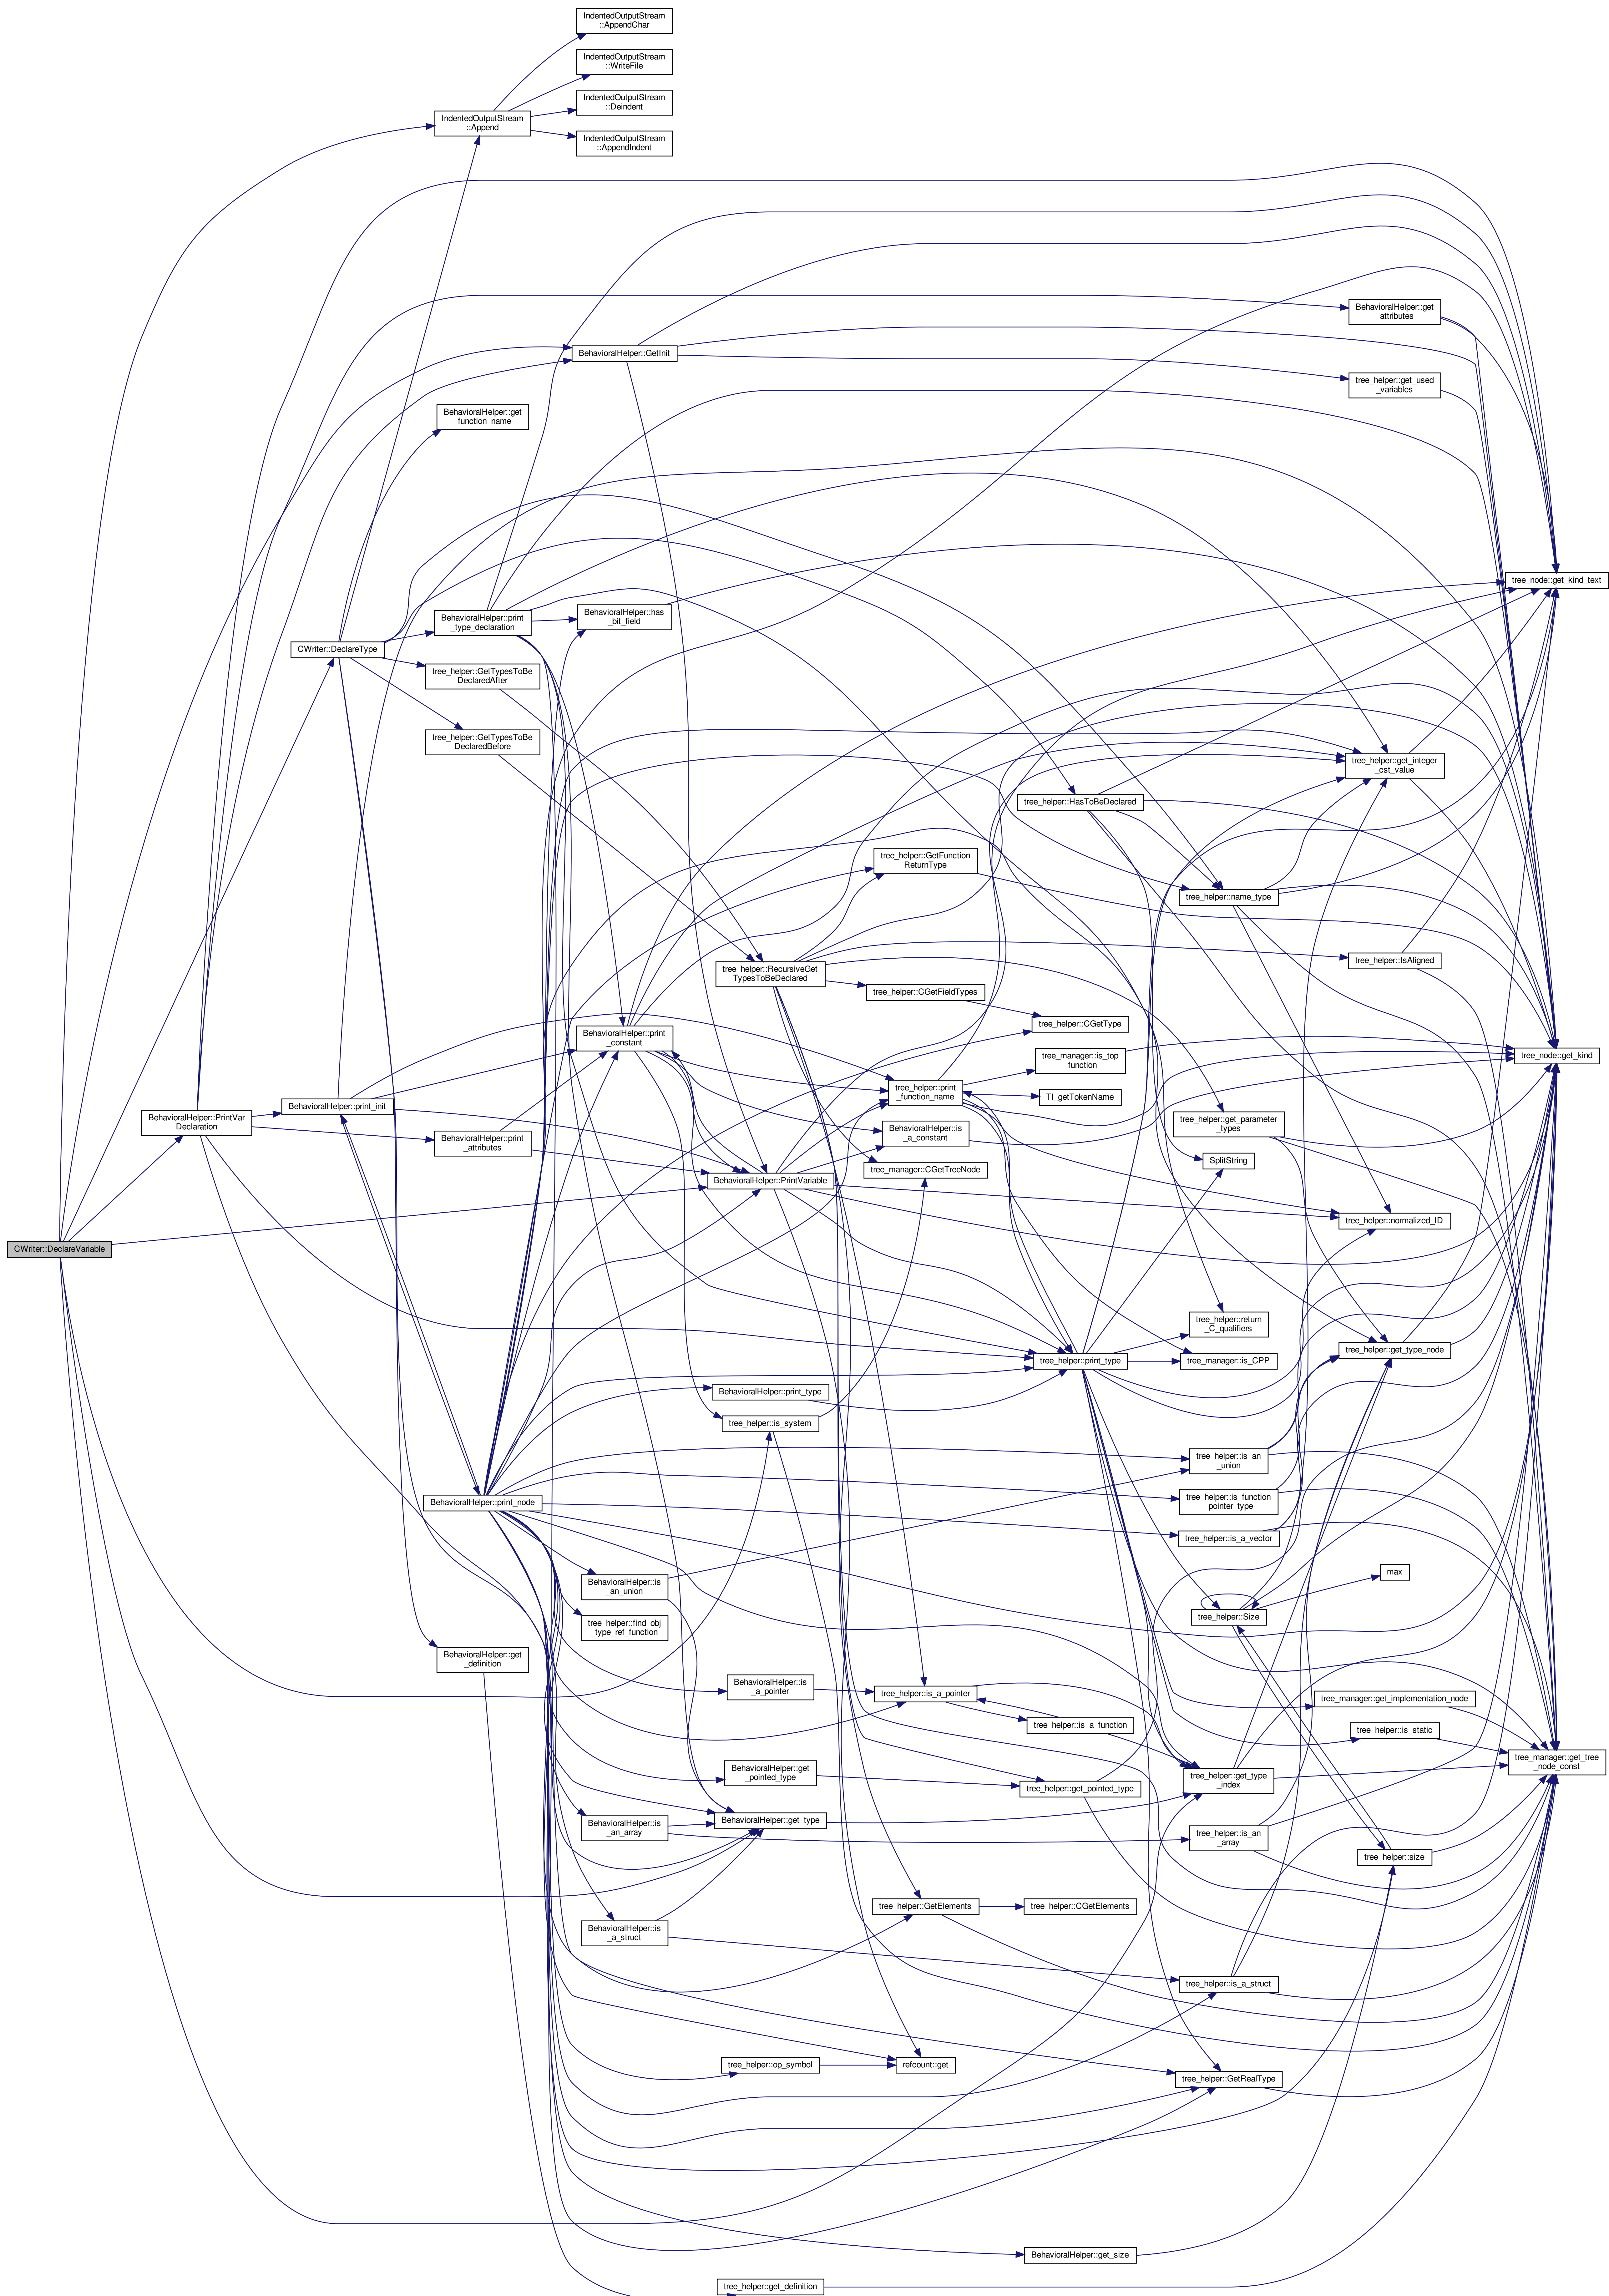 IndentedOutputStream
::AppendChar
IndentedOutputStream
::WriteFile
IndentedOutputStream
::Deindent
IndentedOutputStream
::Append
IndentedOutputStream
::AppendIndent
BehavioralHelper::get
_attributes
BehavioralHelper::GetInit
tree_helper::get_used
_variables
BehavioralHelper::get
_function_name
tree_node::get_kind_text
BehavioralHelper::has
_bit_field
BehavioralHelper::print
_type_declaration
CWriter::DeclareType
tree_helper::GetTypesToBe
DeclaredAfter
tree_helper::GetTypesToBe
DeclaredBefore
tree_helper::get_integer
_cst_value
tree_helper::HasToBeDeclared
tree_helper::GetFunction
ReturnType
tree_helper::name_type
tree_helper::IsAligned
tree_helper::RecursiveGet
TypesToBeDeclared
tree_helper::CGetFieldTypes
tree_helper::CGetType
BehavioralHelper::print
_constant
tree_manager::is_top
_function
tree_node::get_kind
tree_helper::print
_function_name
TI_getTokenName
BehavioralHelper::print_init
BehavioralHelper::PrintVar
Declaration
tree_helper::get_parameter
_types
BehavioralHelper::is
_a_constant
BehavioralHelper::print
_attributes
SplitString
tree_manager::CGetTreeNode
BehavioralHelper::PrintVariable
tree_helper::normalized_ID
CWriter::DeclareVariable
tree_helper::return
_C_qualifiers
tree_helper::get_type_node
tree_helper::print_type
tree_manager::is_CPP
BehavioralHelper::print_type
tree_helper::is_system
tree_helper::is_an
_union
BehavioralHelper::print_node
tree_helper::is_function
_pointer_type
tree_helper::is_a_vector
max
BehavioralHelper::is
_an_union
tree_helper::Size
tree_helper::find_obj
_type_ref_function
BehavioralHelper::get
_definition
BehavioralHelper::is
_a_pointer
tree_helper::is_a_pointer
tree_manager::get_implementation_node
tree_helper::is_a_function
tree_helper::is_static
tree_manager::get_tree
_node_const
BehavioralHelper::get
_pointed_type
tree_helper::get_type
_index
tree_helper::get_pointed_type
BehavioralHelper::get_type
BehavioralHelper::is
_an_array
tree_helper::is_an
_array
tree_helper::size
tree_helper::GetElements
tree_helper::CGetElements
BehavioralHelper::is
_a_struct
tree_helper::is_a_struct
tree_helper::op_symbol
refcount::get
tree_helper::GetRealType
BehavioralHelper::get_size
tree_helper::get_definition